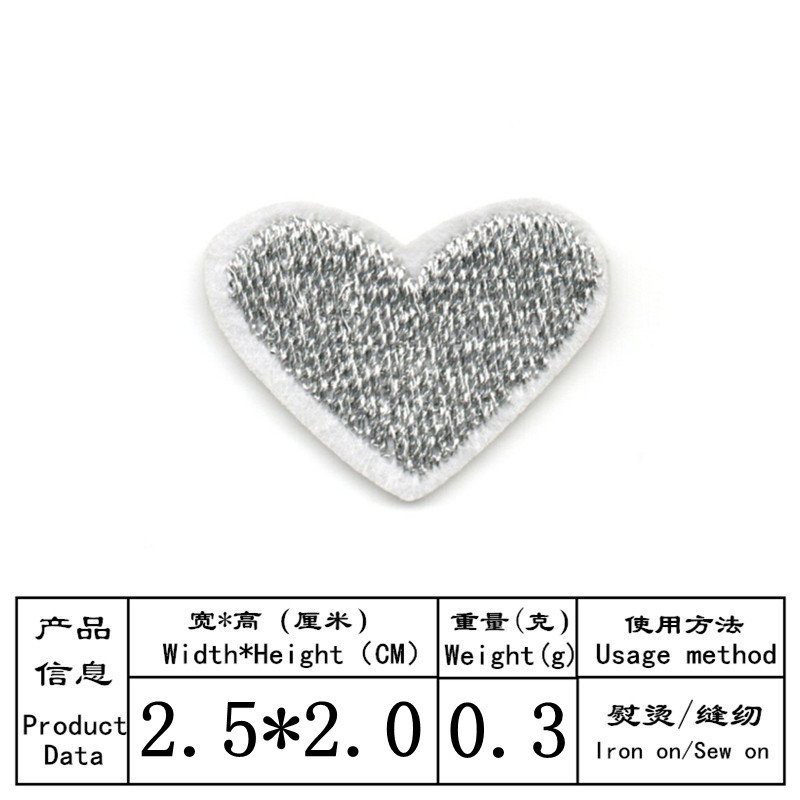 产品
信息
Product
Data
宽*高（厘米）
Width*Height（CM）
重量(克)
Weight(g)
使用方法
Usage method
2.5*2.0
0.3
熨烫/缝纫
Iron on/Sew on